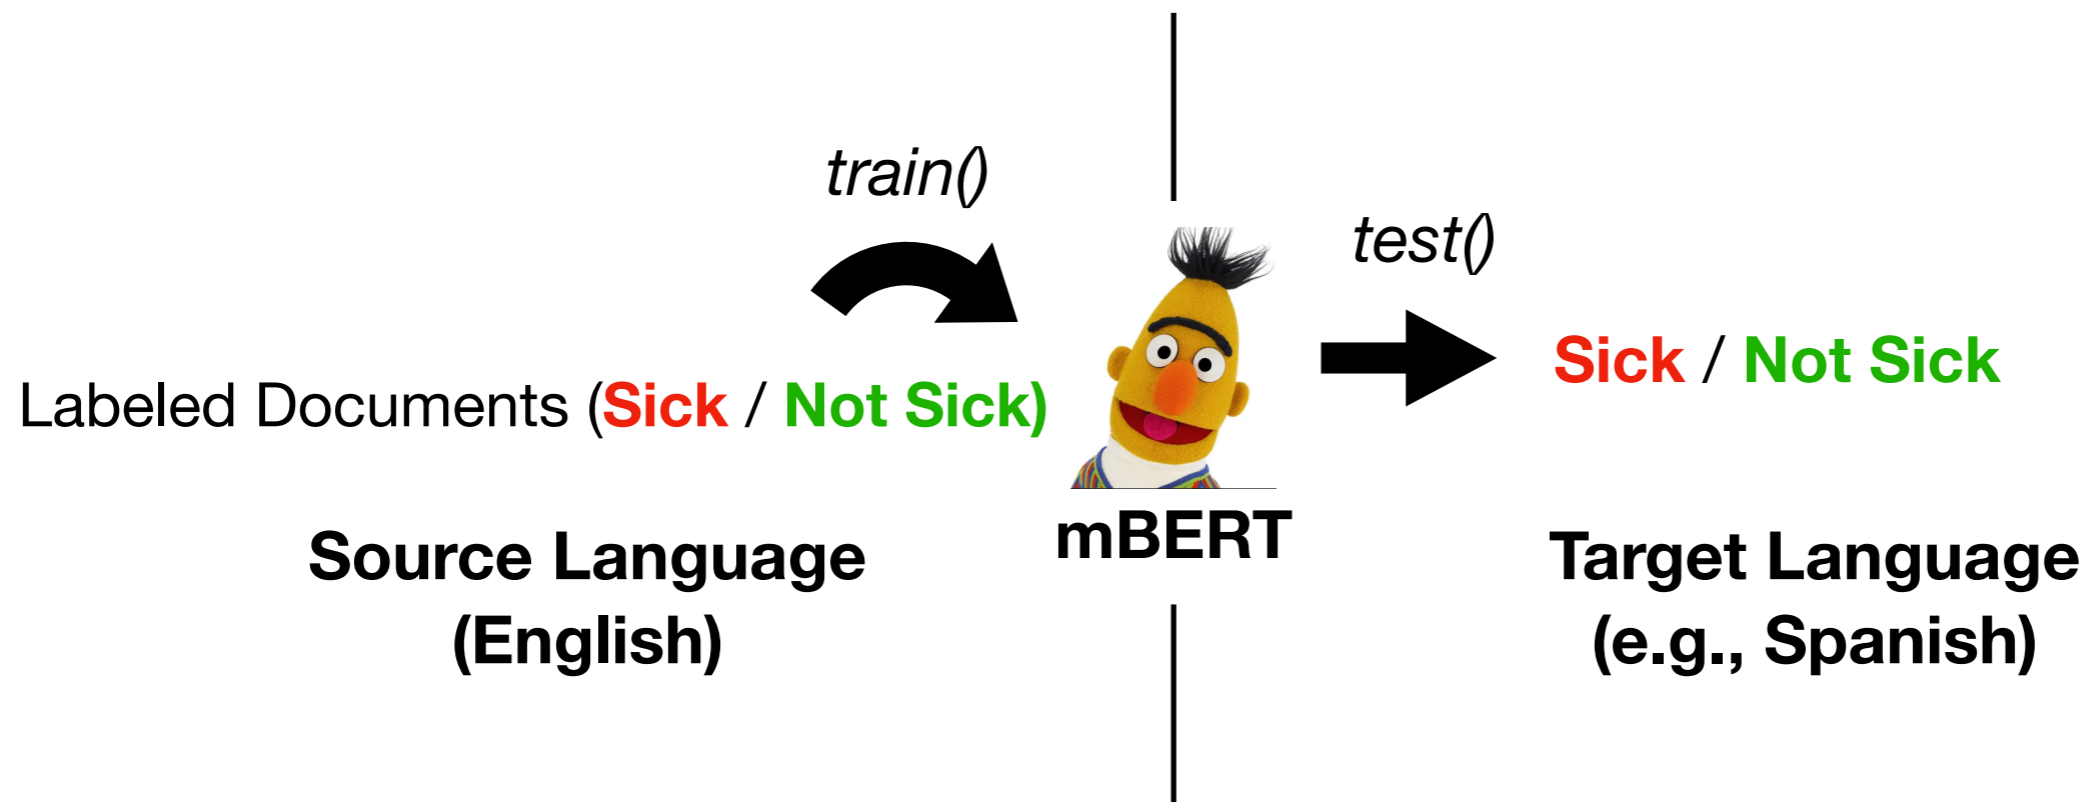 train()
test()
Labeled Documents (Sick / Not Sick)
Sick / Not Sick
mBERT
Source Language
(English)
Target Language
(e.g., Spanish)